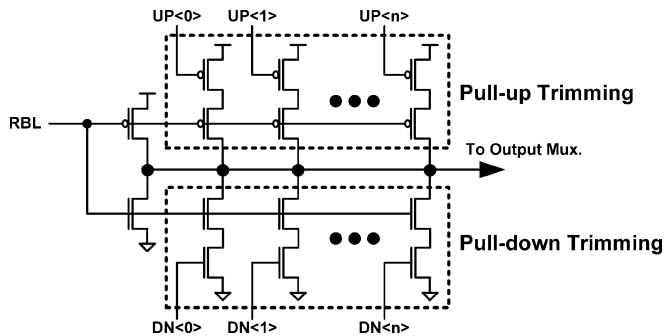 UP<0> UP<1> UP<n>
Pull-up Trimming
RBL
To Output Mux.
Pull-down Trimming
DN<0> DN<1> DN<n>